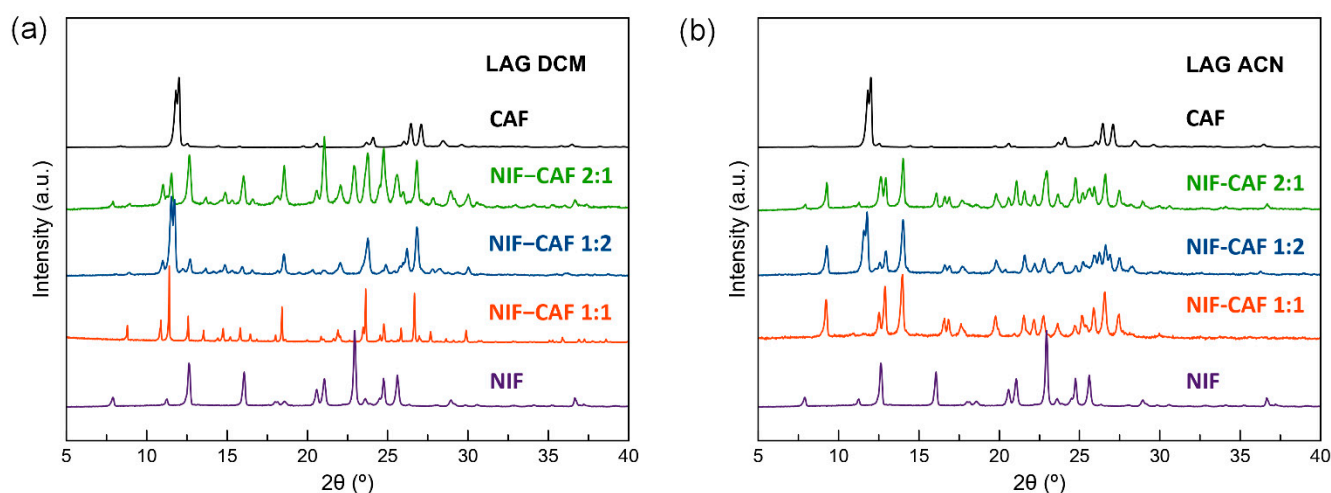 (a)
LAG DCM
CAF
NIF–CAF 2:1
NIF–CAF 1:2
NIF–CAF 1:1
NIF
Intensity (a.u.)
5 10 15 20 25 30 35 40
2θ (º)
(b)
LAG ACN
CAF
NIF-CAF 2:1
NIF-CAF 1:2
NIF-CAF 1:1
NIF
Intensity (a.u.)
5 10 15 20 25 30 35 40
2θ (º)